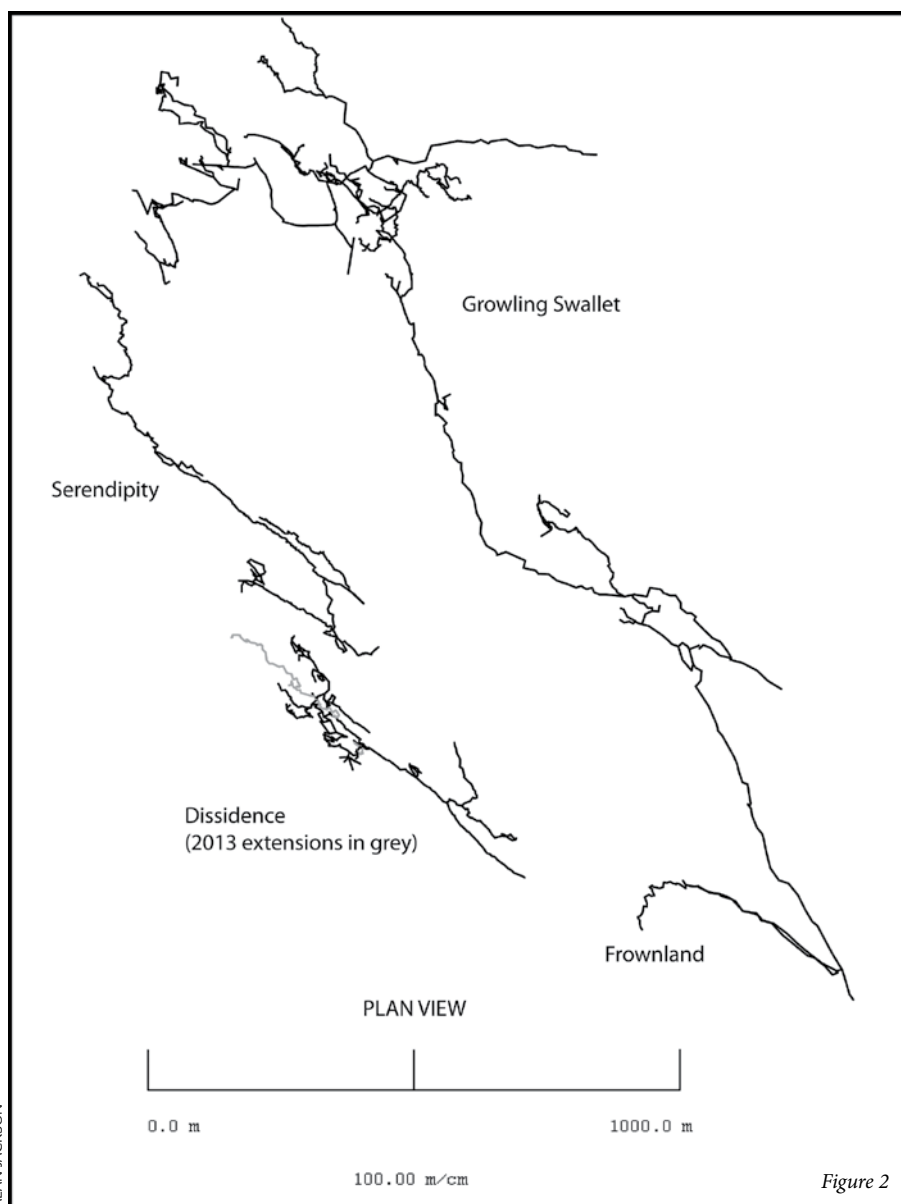 Growling Swallet
Serendipity
Dissidence
(2013 extensions in grey)
Frownland
PLAN VIEW
0.0 m
1000.0 m
100.00 m/cm
Figure 2